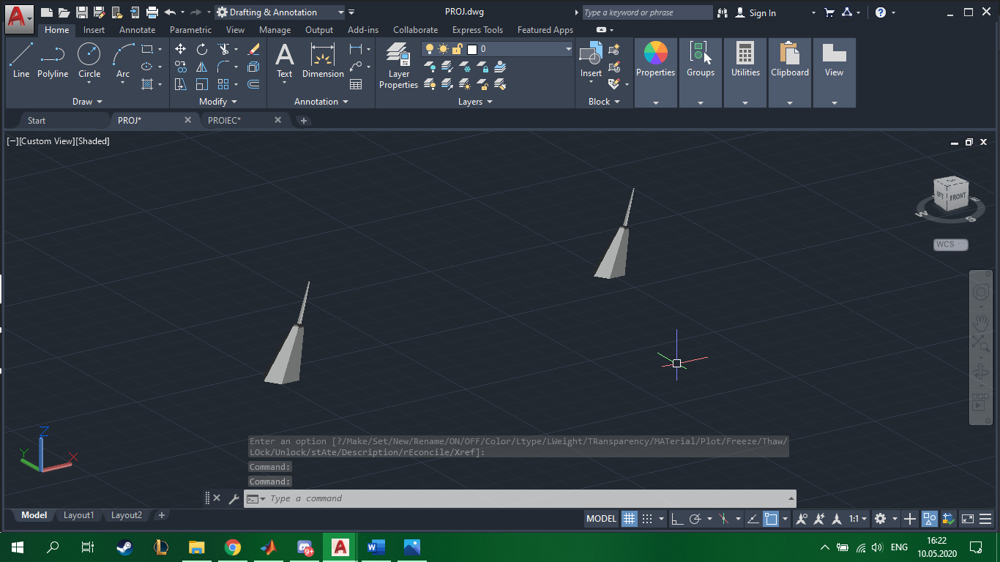 Drafting & Annotation
PROJ.dwg
Type a keyword or phrase
Sign In
Home Insert Annotate Parametric View Manage Output Add-ins Collaborate Express Tools Featured Apps
Line Polyline Circle Arc
Text Dimension
Layer
Properties
0
Insert
Properties Groups Utilities Clipboard View
Draw Modify Annotation Layers Block
Start PROJ* PROIEC*
[−][Custom View][Shaded]
LEFT FRONT
W S E
WCS
Z
Y X
Enter an option [?/Make/Set/New/Rename/ON/OFF/Color/Ltype/LWeight/TRansparency/MATerial/Plot/Freeze/Thaw/
LOck/Unlock/stAte/Description/rEconcile/Xref]:
Command:
Command:
Type a command
Model Layout1 Layout2
MODEL 1:1
9+
A
W
ENG
16:22
10.05.2020